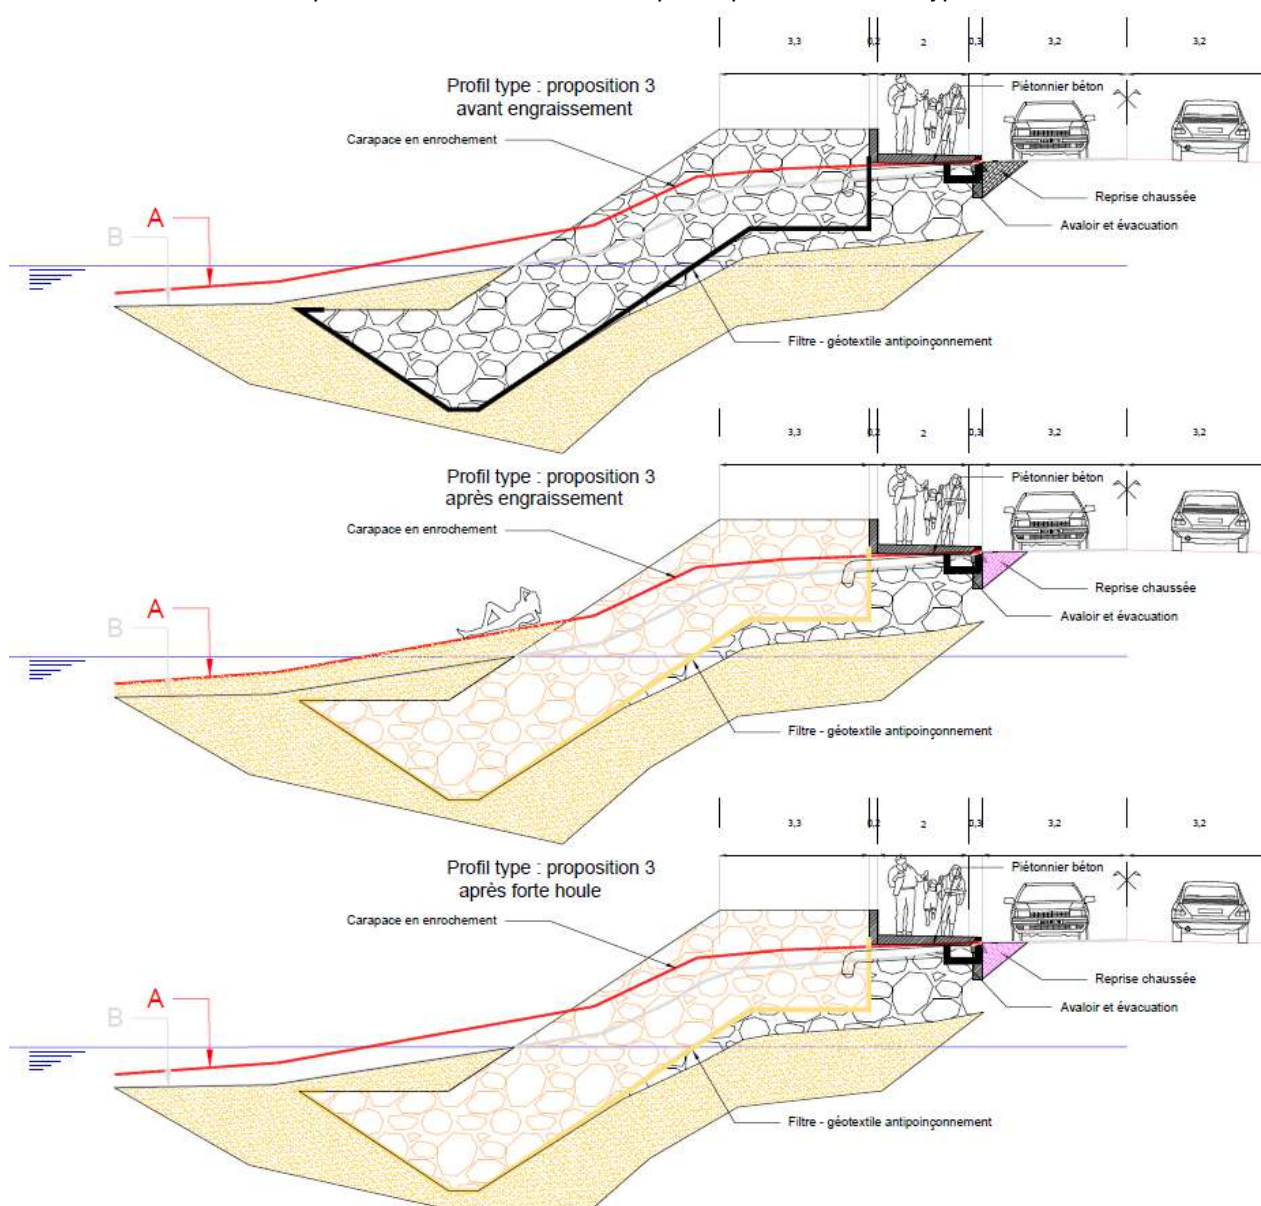 3,3
0,2
2
0,3
3,2
3,2
Profil type : proposition 3
avant engraissement
Piétonnier béton
Carapace en enrochement
A
B
Reprise chaussée
Avaloir et évacuation
Filtre - géotextile antipoinçonnement
3,3
0,2
2
0,3
3,2
3,2
Profil type : proposition 3
après engraissement
Piétonnier béton
Carapace en enrochement
A
B
Reprise chaussée
Avaloir et évacuation
Filtre - géotextile antipoinçonnement
3,3
0,2
2
0,3
3,2
3,2
Profil type : proposition 3
après forte houle
Piétonnier béton
Carapace en enrochement
A
B
Reprise chaussée
Avaloir et évacuation
Filtre - géotextile antipoinçonnement